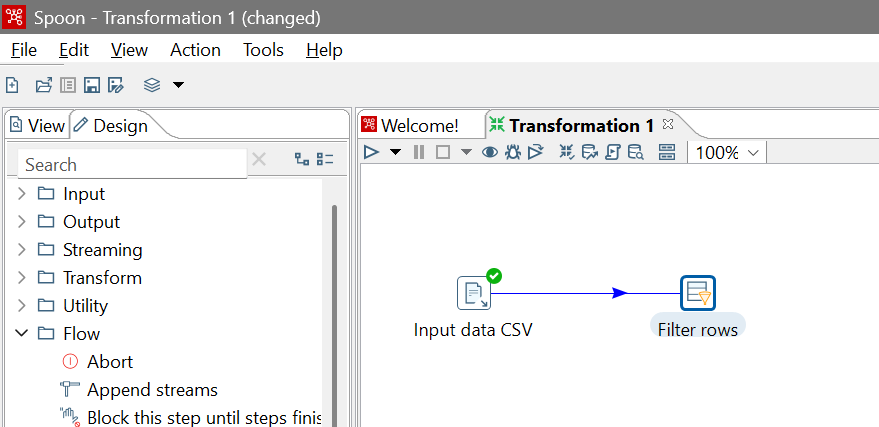 Spoon - Transformation 1 (changed)
File Edit View Action Tools Help
View Design
Welcome! Transformation 1
Search
100%
Input
Output
Streaming
Transform
Utility
Flow
Abort
Append streams
Block this step until steps finis
Input data CSV
Filter rows